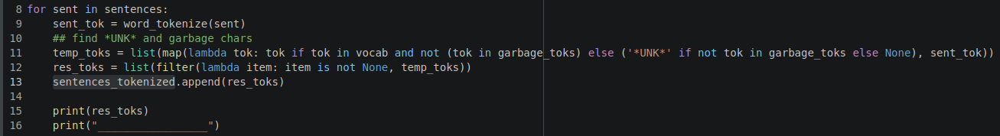 8 for sent in sentences:
9     sent_tok = word_tokenize(sent)
10     ## find *UNK* and garbage chars
11     temp_toks = list(map(lambda tok: tok if tok in vocab and not (tok in garbage_toks) else ('*UNK*' if not tok in garbage_toks else None), sent_tok))
12     res_toks = list(filter(lambda item: item is not None, temp_toks))
13     sentences_tokenized.append(res_toks)
14
15     print(res_toks)
16     print("_________________")